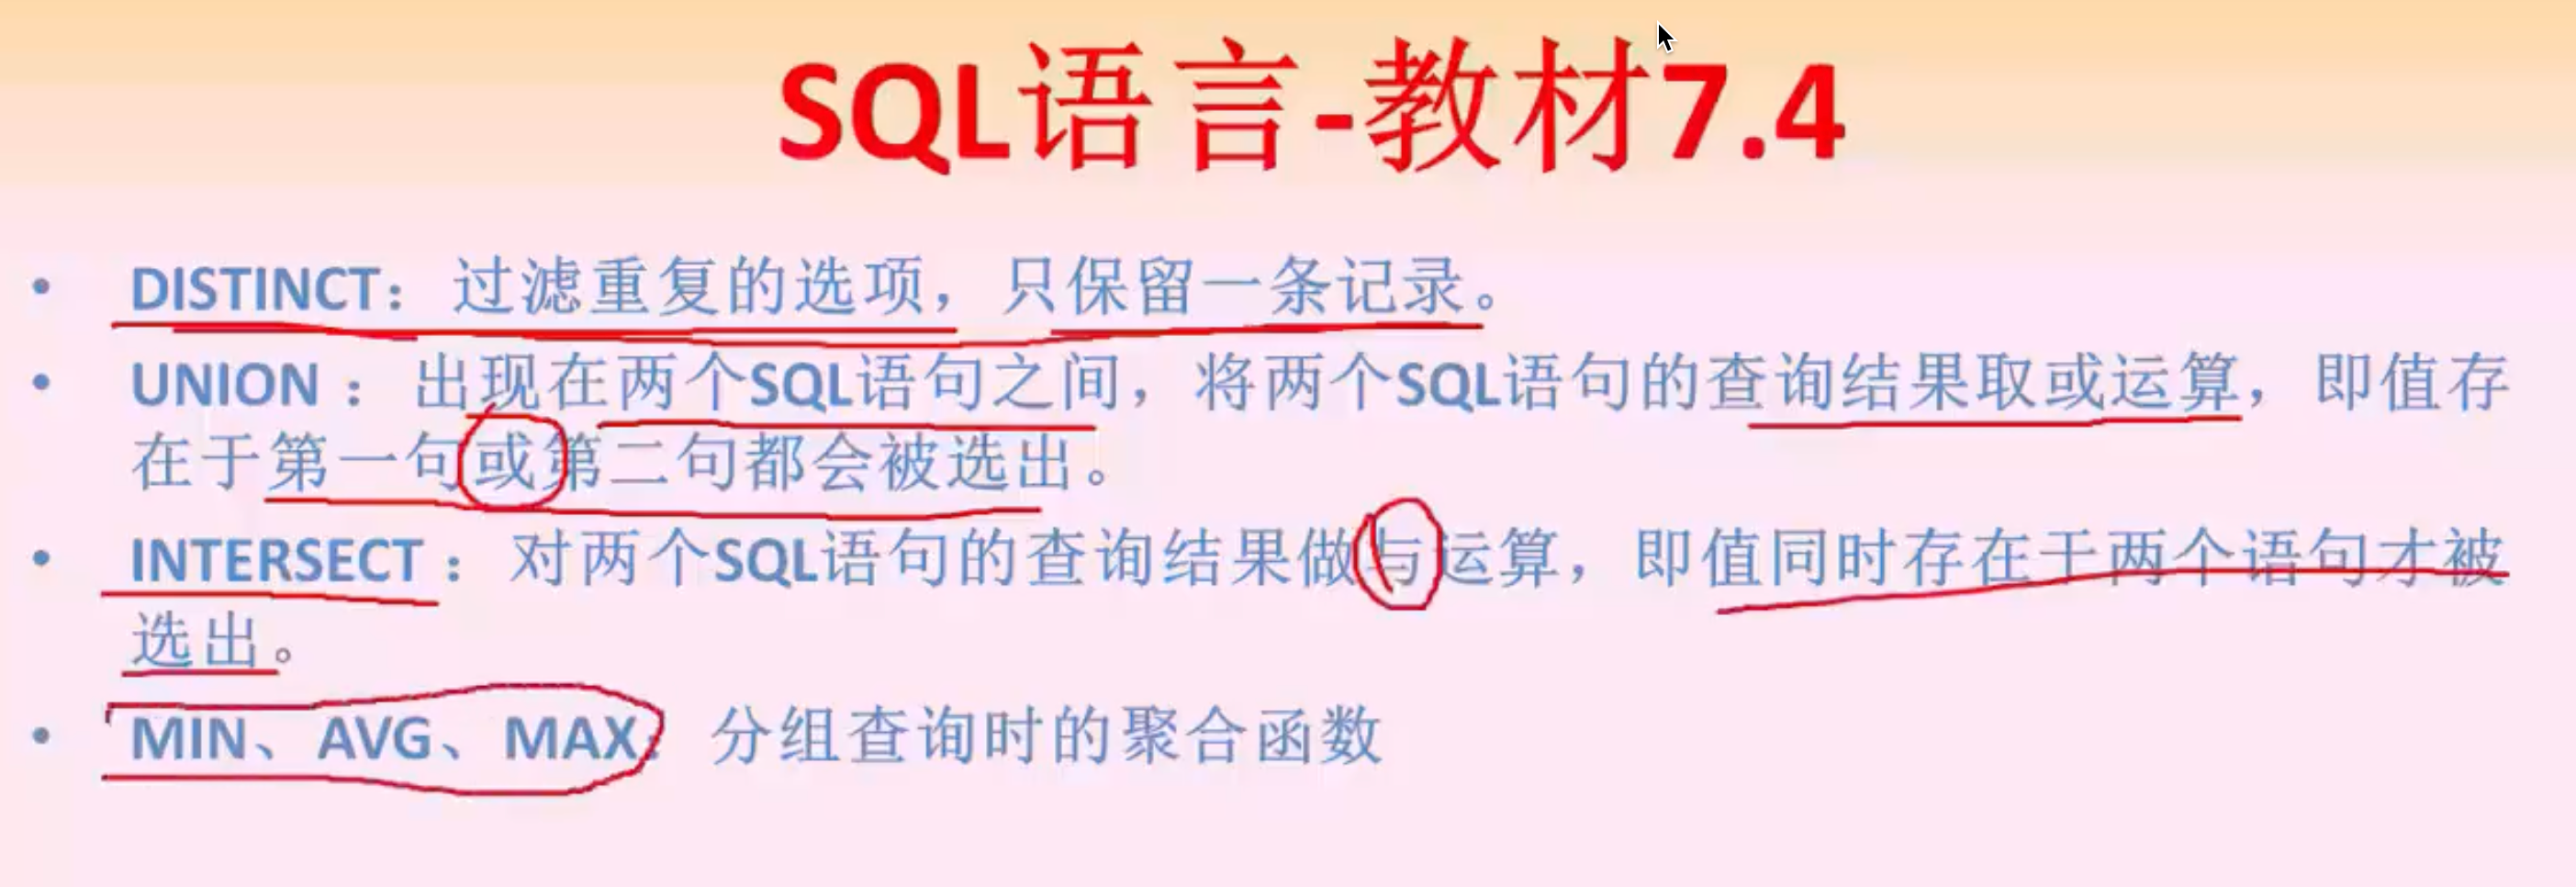 SQL语言-教材7.4
• DISTINCT：过滤重复的选项，只保留一条记录。
• UNION ：出现在两个SQL语句之间，将两个SQL语句的查询结果取或运算，即值存
在于第一句或第二句都会被选出。
• INTERSECT ：对两个SQL语句的查询结果做与运算，即值同时存在于两个语句才被
选出。
• MIN、AVG、MAX：分组查询时的聚合函数